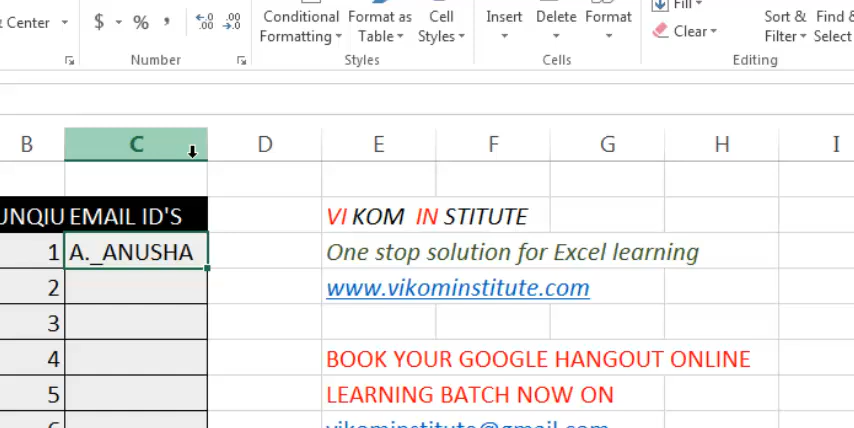 Center $ % , .0 .00 Conditional Format as Cell Insert Delete Format Fill Sort & Find &
.00 .0 Formatting Table Styles Clear Filter Select
Number Styles Cells Editing
B C D E F G H I
UNQIU EMAIL ID'S VI KOM IN STITUTE
1 A._ANUSHA One stop solution for Excel learning
2 www.vikominstitute.com
3
4 BOOK YOUR GOOGLE HANGOUT ONLINE
5 LEARNING BATCH NOW ON
6 vikominstitute@gmail.com